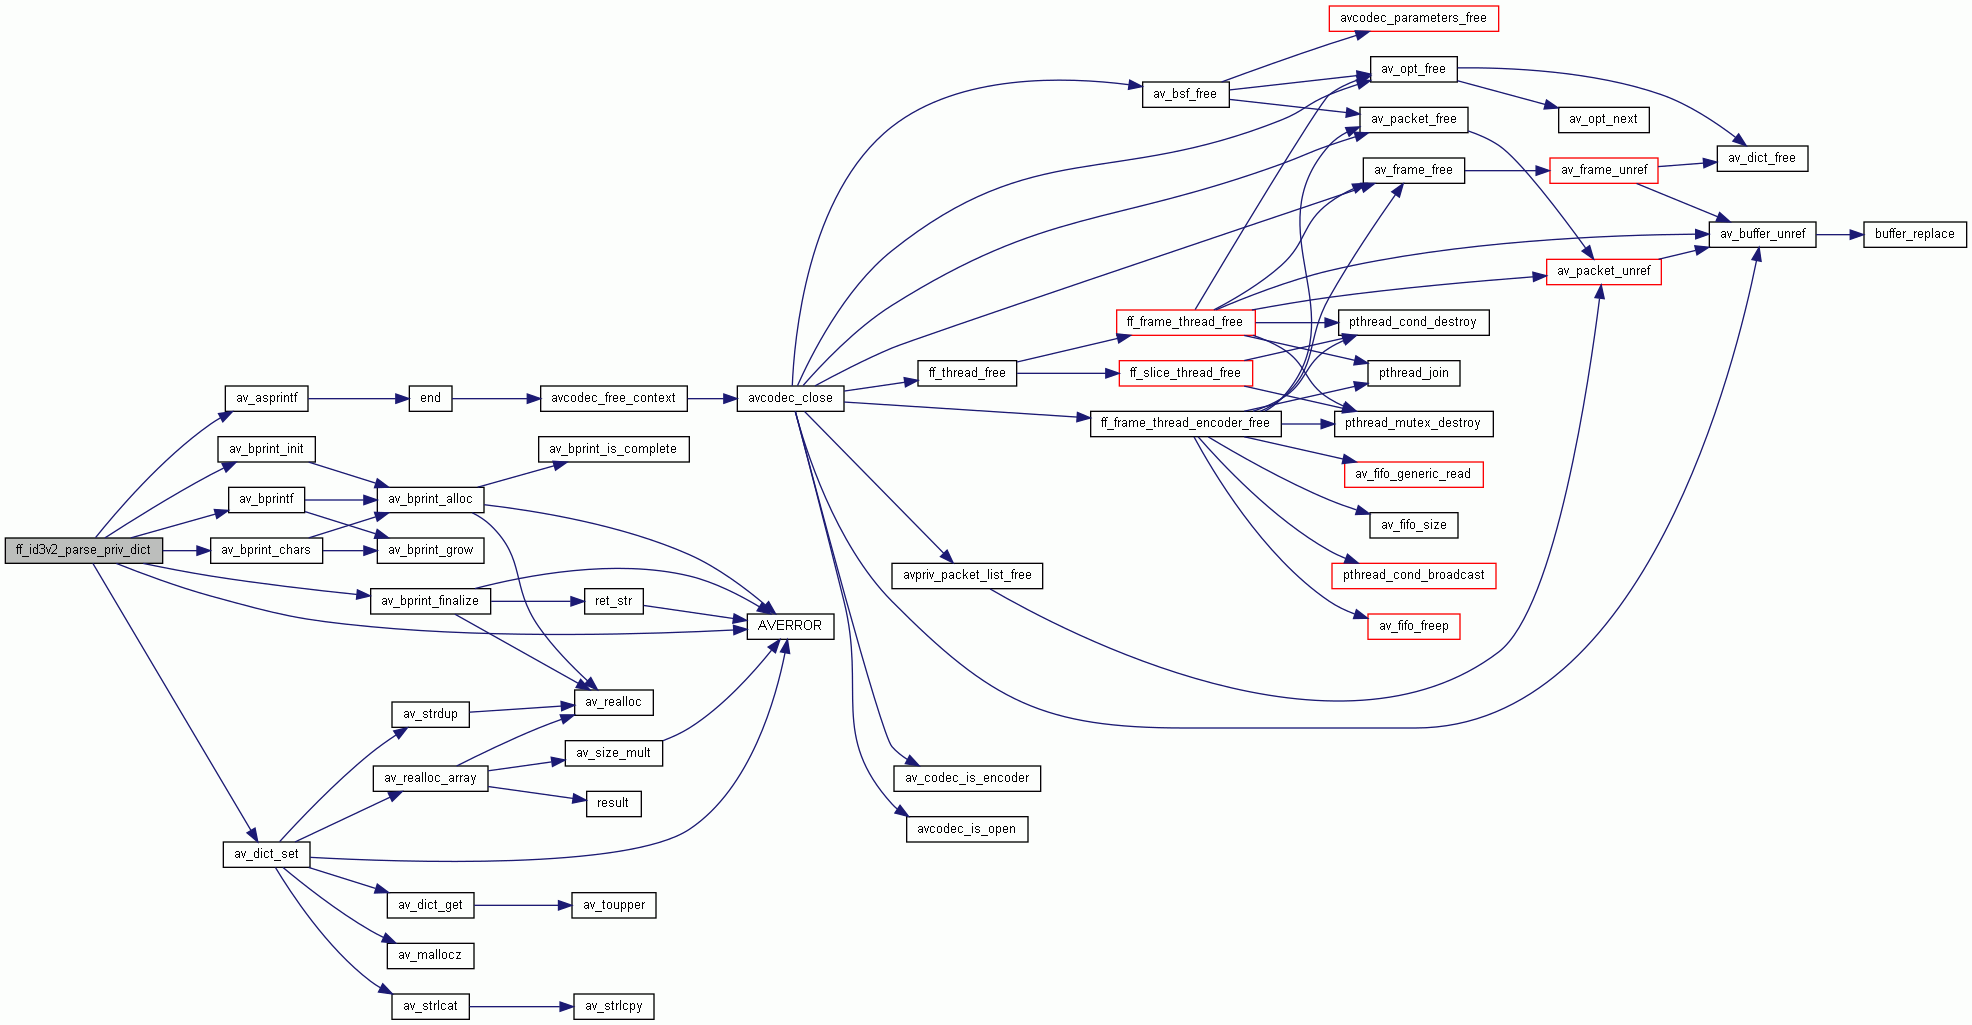 avcodec_parameters_free
av_opt_free
av_bsf_free
av_packet_free
av_opt_next
av_dict_free
av_frame_free
av_frame_unref
av_buffer_unref
buffer_replace
av_packet_unref
ff_frame_thread_free
pthread_cond_destroy
ff_thread_free
ff_slice_thread_free
pthread_join
av_asprintf
end
avcodec_free_context
avcodec_close
ff_frame_thread_encoder_free
pthread_mutex_destroy
av_bprint_init
av_bprint_is_complete
av_fifo_generic_read
av_bprintf
av_bprint_alloc
av_fifo_size
ff_id3v2_parse_priv_dict
av_bprint_chars
av_bprint_grow
avpriv_packet_list_free
pthread_cond_broadcast
av_bprint_finalize
ret_str
AVERROR
av_fifo_freep
av_realloc
av_strdup
av_size_mult
av_realloc_array
av_codec_is_encoder
result
avcodec_is_open
av_dict_set
av_dict_get
av_toupper
av_mallocz
av_strlcat
av_strlcpy